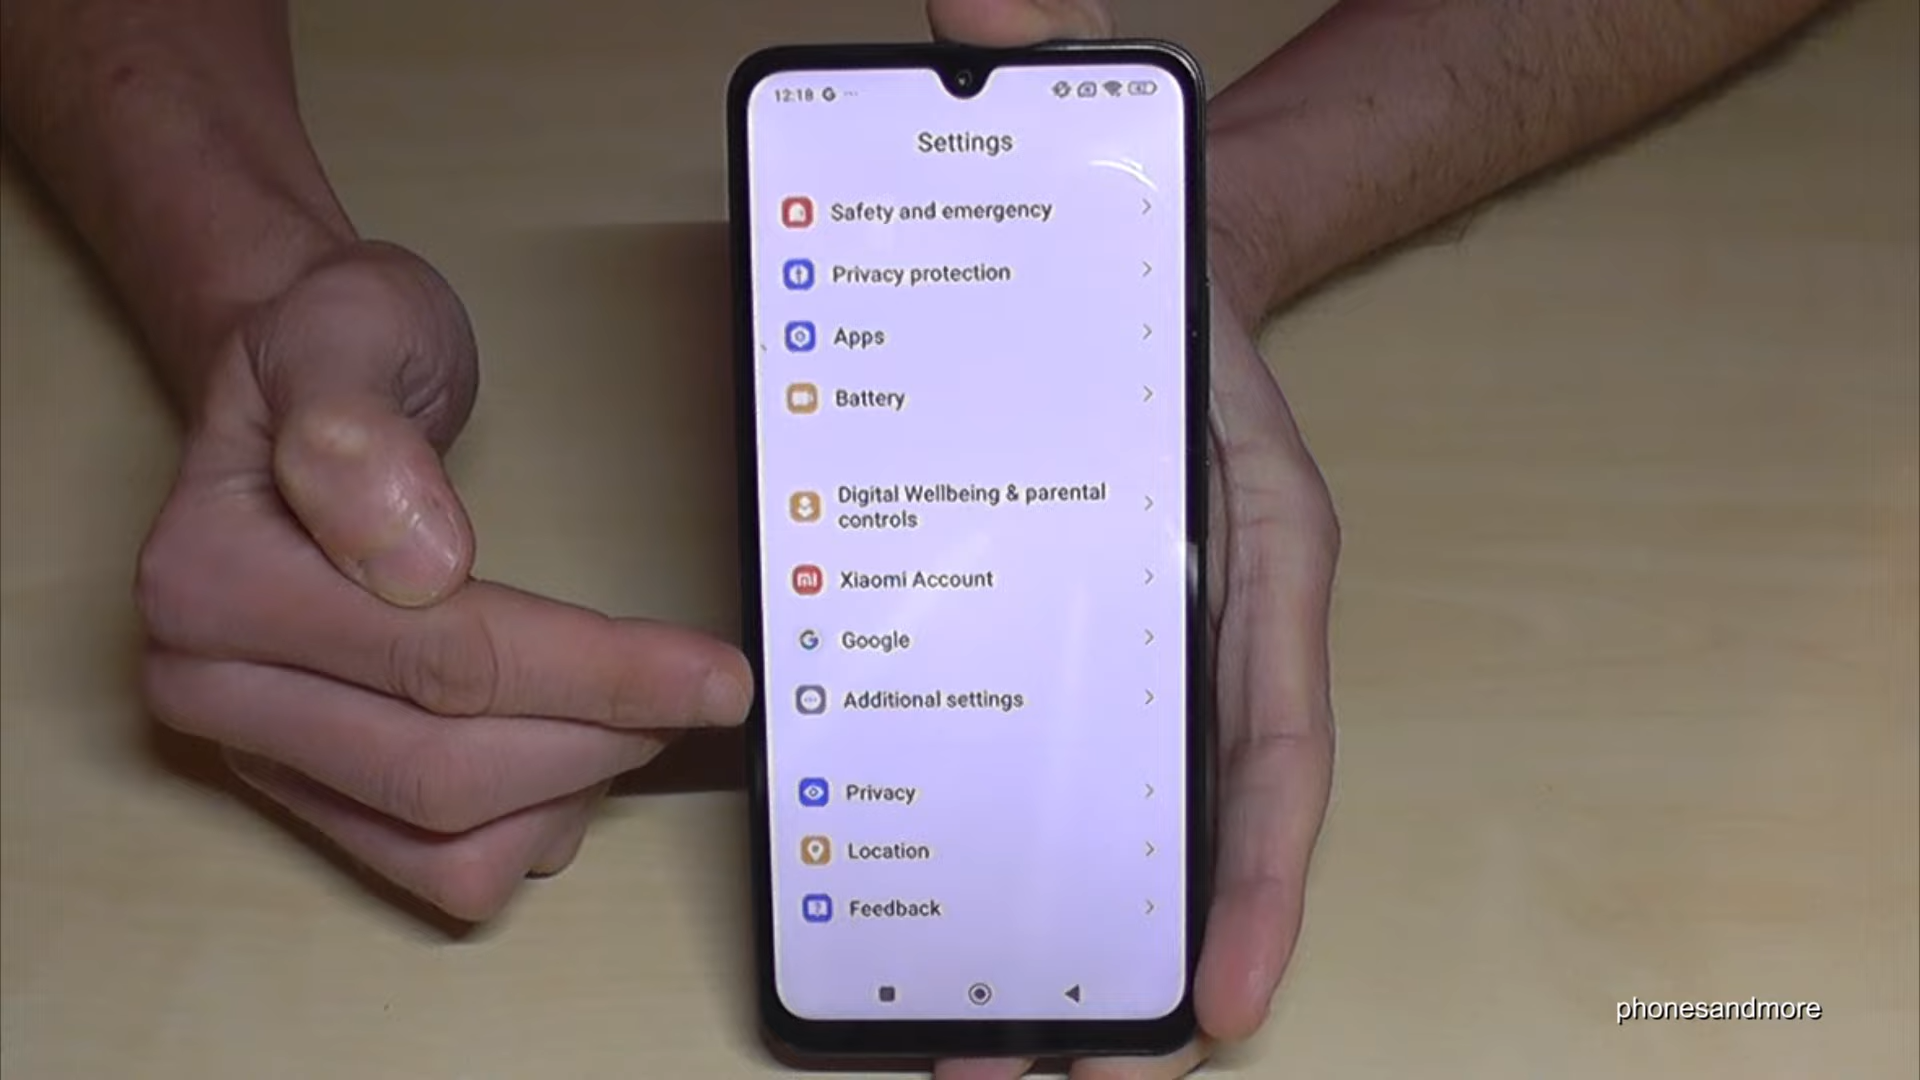 12:18 G ...
Settings
Safety and emergency
Privacy protection
Apps
Battery
Digital Wellbeing & parental
controls
Xiaomi Account
Google
Additional settings
Privacy
Location
Feedback
phonesandmore